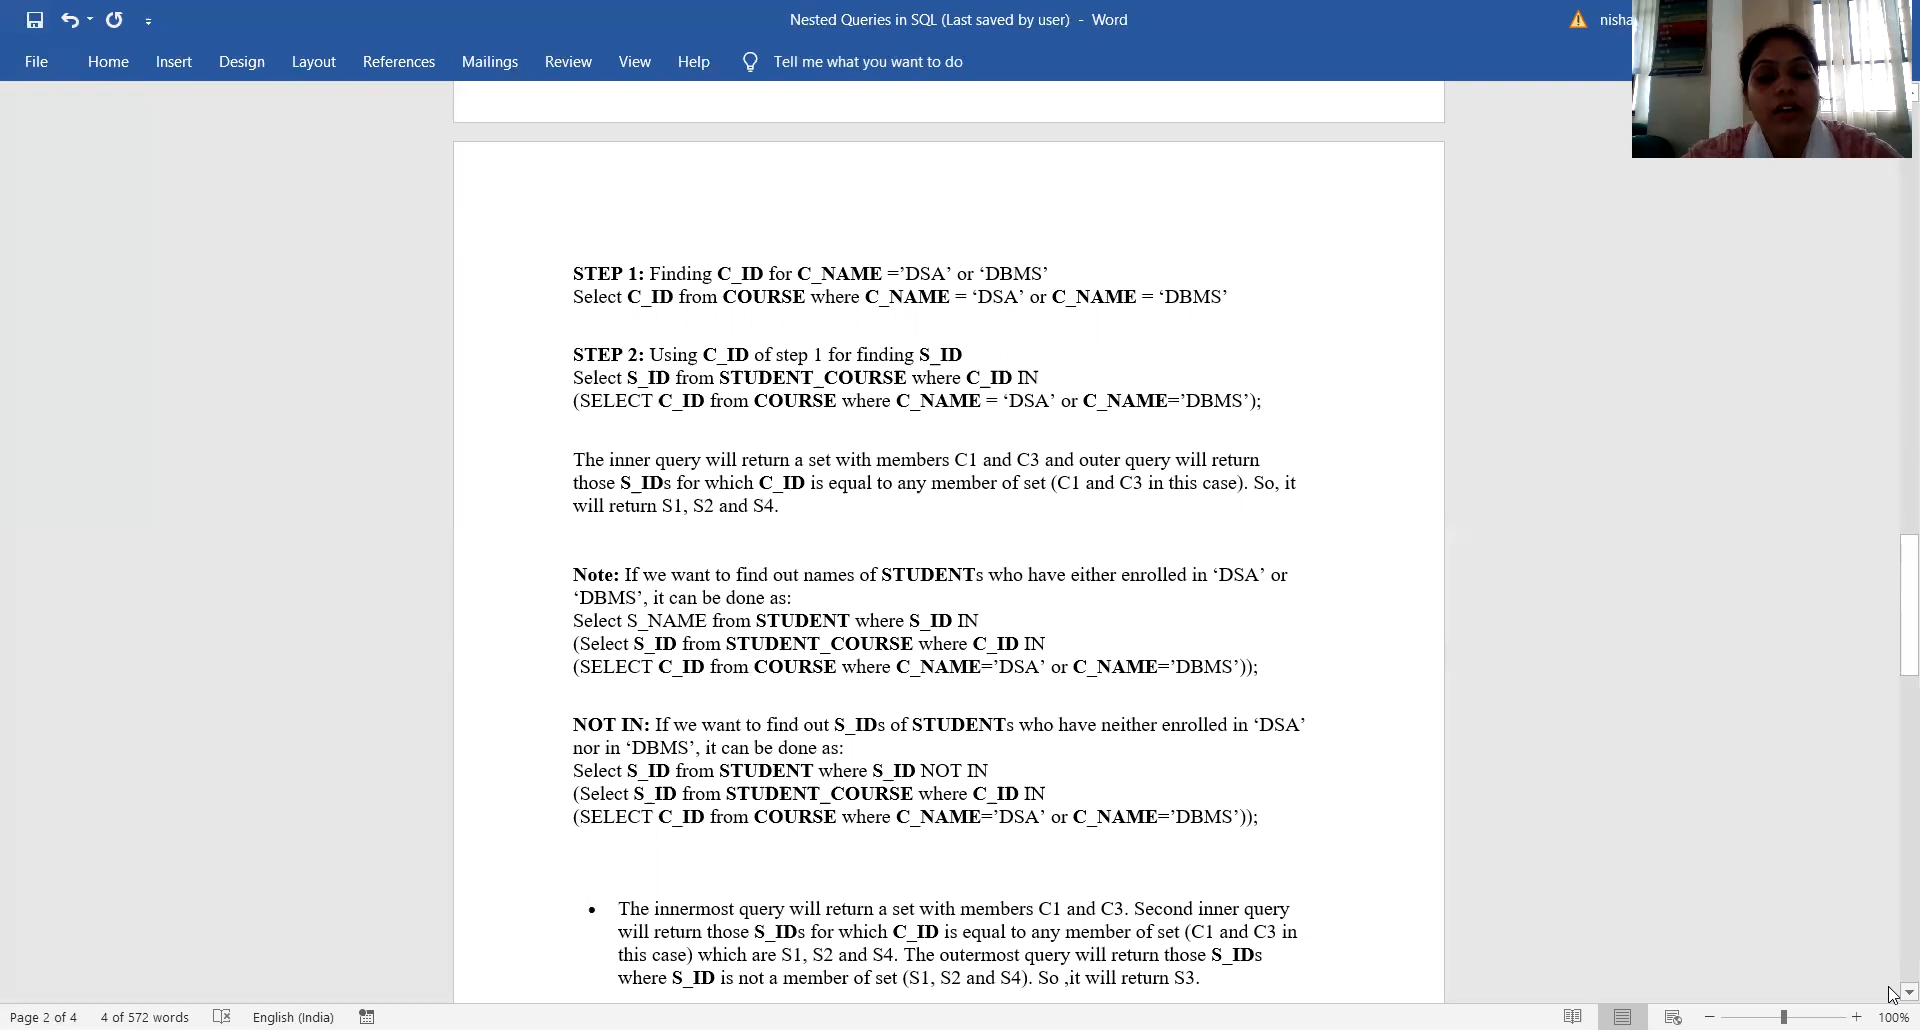 Nested Queries in SQL (Last saved by user) - Word
nisha
File Home Insert Design Layout References Mailings Review View Help Tell me what you want to do
STEP 1: Finding C_ID for C_NAME =’DSA’ or ‘DBMS’
Select C_ID from COURSE where C_NAME = ‘DSA’ or C_NAME = ‘DBMS’
STEP 2: Using C_ID of step 1 for finding S_ID
Select S_ID from STUDENT_COURSE where C_ID IN
(SELECT C_ID from COURSE where C_NAME = ‘DSA’ or C_NAME=’DBMS’);
The inner query will return a set with members C1 and C3 and outer query will return
those S_IDs for which C_ID is equal to any member of set (C1 and C3 in this case). So, it
will return S1, S2 and S4.
Note: If we want to find out names of STUDENTs who have either enrolled in ‘DSA’ or
‘DBMS’, it can be done as:
Select S_NAME from STUDENT where S_ID IN
(Select S_ID from STUDENT_COURSE where C_ID IN
(SELECT C_ID from COURSE where C_NAME=’DSA’ or C_NAME=’DBMS’));
NOT IN: If we want to find out S_IDs of STUDENTs who have neither enrolled in ‘DSA’
nor in ‘DBMS’, it can be done as:
Select S_ID from STUDENT where S_ID NOT IN
(Select S_ID from STUDENT_COURSE where C_ID IN
(SELECT C_ID from COURSE where C_NAME=’DSA’ or C_NAME=’DBMS’));
• The innermost query will return a set with members C1 and C3. Second inner query
will return those S_IDs for which C_ID is equal to any member of set (C1 and C3 in
this case) which are S1, S2 and S4. The outermost query will return those S_IDs
where S_ID is not a member of set (S1, S2 and S4). So ,it will return S3.
Page 2 of 4 4 of 572 words English (India) 100%